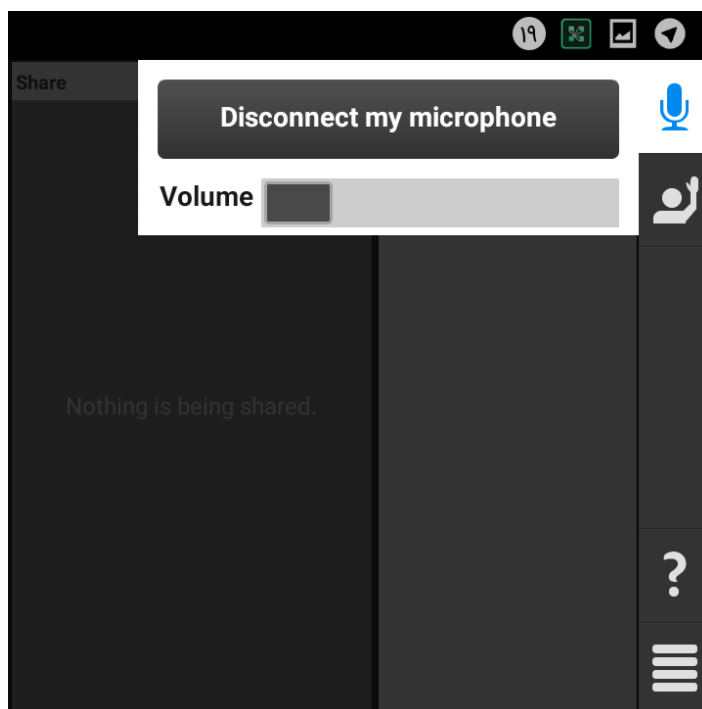 ۱۹
Share
Disconnect my microphone
Volume
Nothing is being shared.
?